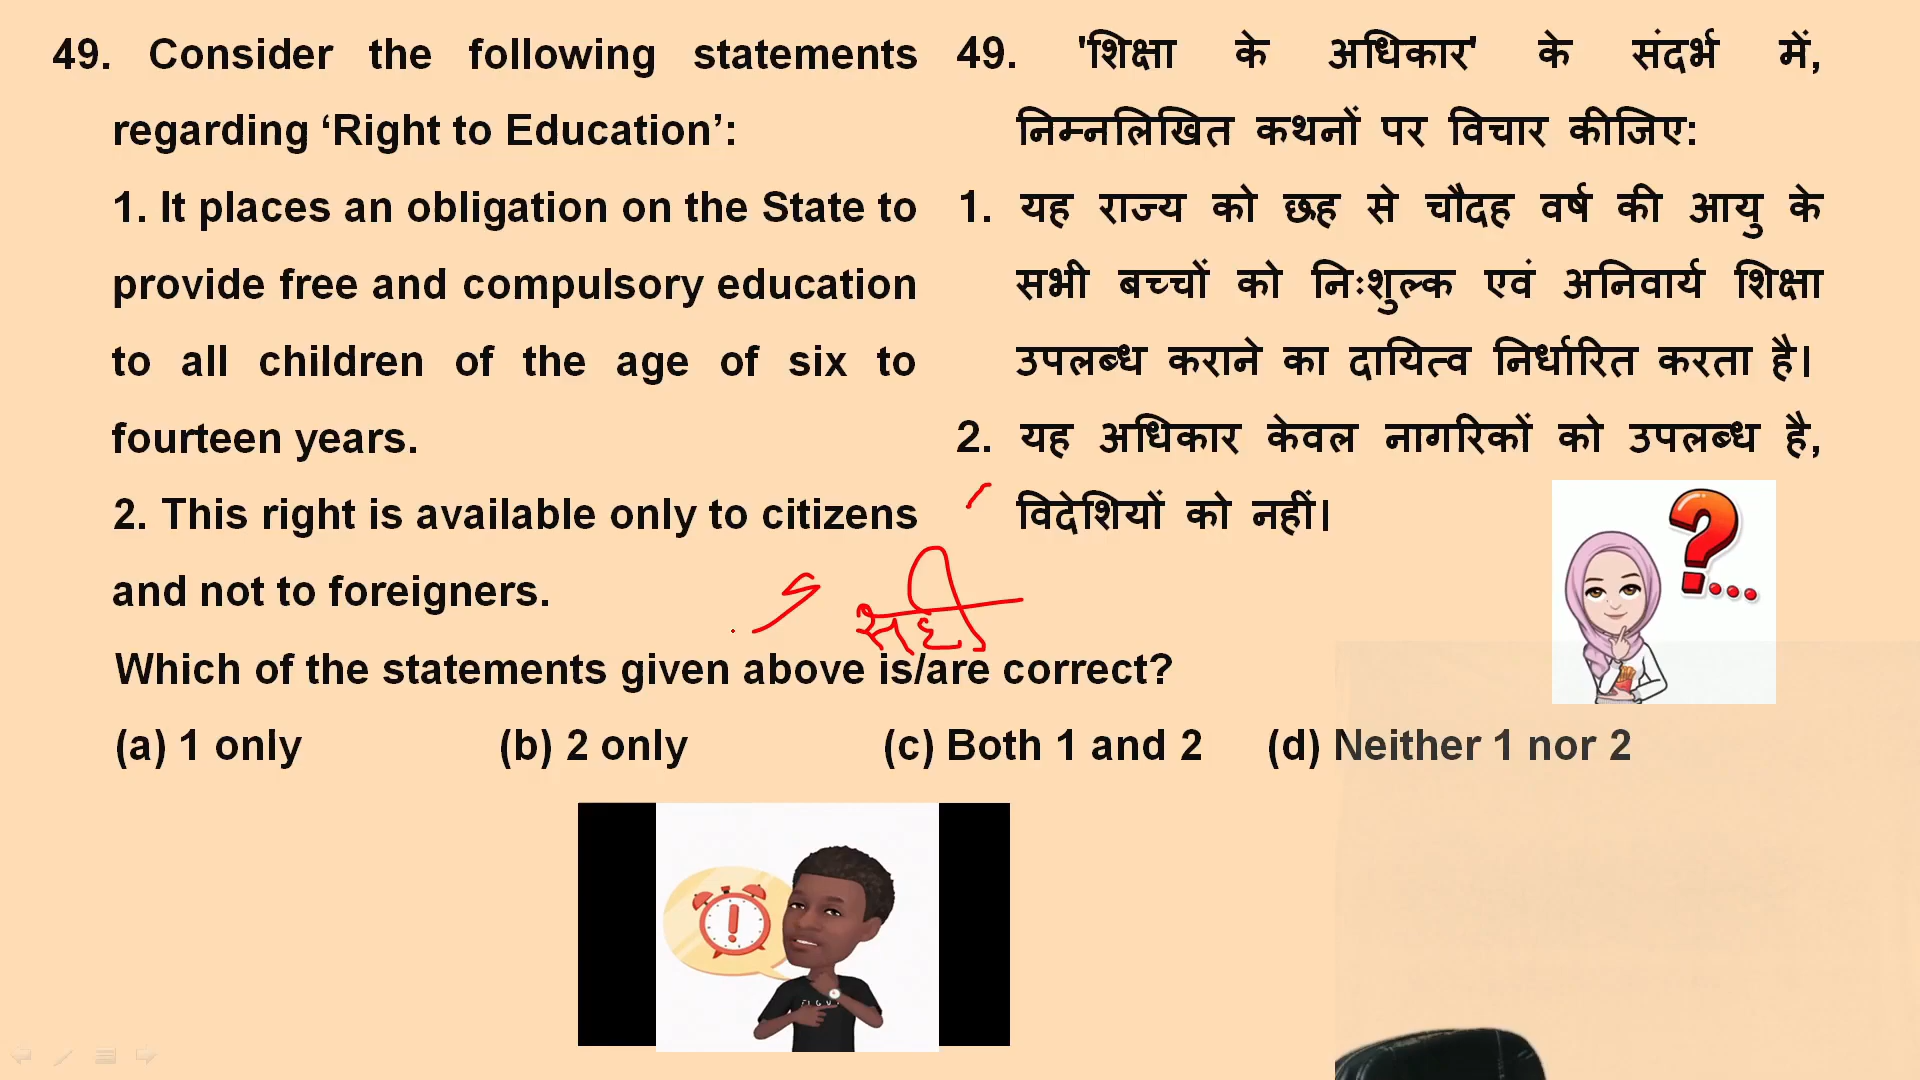 49. Consider the following statements
regarding ‘Right to Education’:
1. It places an obligation on the State to
provide free and compulsory education
to all children of the age of six to
fourteen years.
2. This right is available only to citizens
and not to foreigners.
49. 'शिक्षा के अधिकार' के संदर्भ में,
निम्नलिखित कथनों पर विचार कीजिए:
1. यह राज्य को छह से चौदह वर्ष की आयु के
सभी बच्चों को निःशुल्क एवं अनिवार्य शिक्षा
उपलब्ध कराने का दायित्व निर्धारित करता है।
2. यह अधिकार केवल नागरिकों को उपलब्ध है,
विदेशियों को नहीं।
सही
Which of the statements given above is/are correct?
(a) 1 only (b) 2 only (c) Both 1 and 2 (d) Neither 1 nor 2